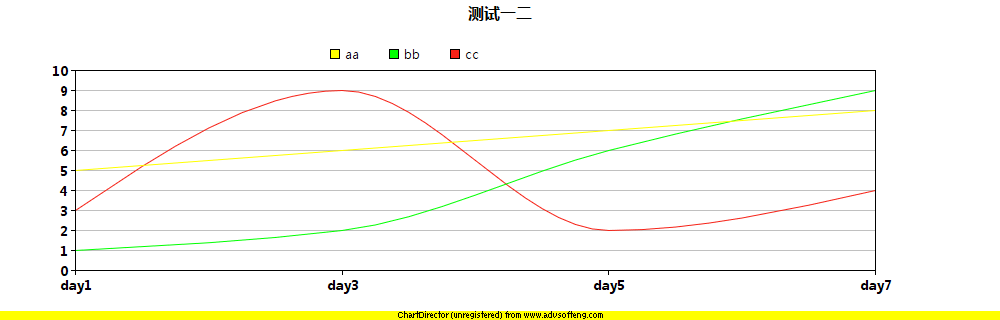 测试一二
aa bb cc
10
9
8
7
6
5
4
3
2
1
0
day1 day3 day5 day7
ChartDirector (unregistered) from www.advsofteng.com